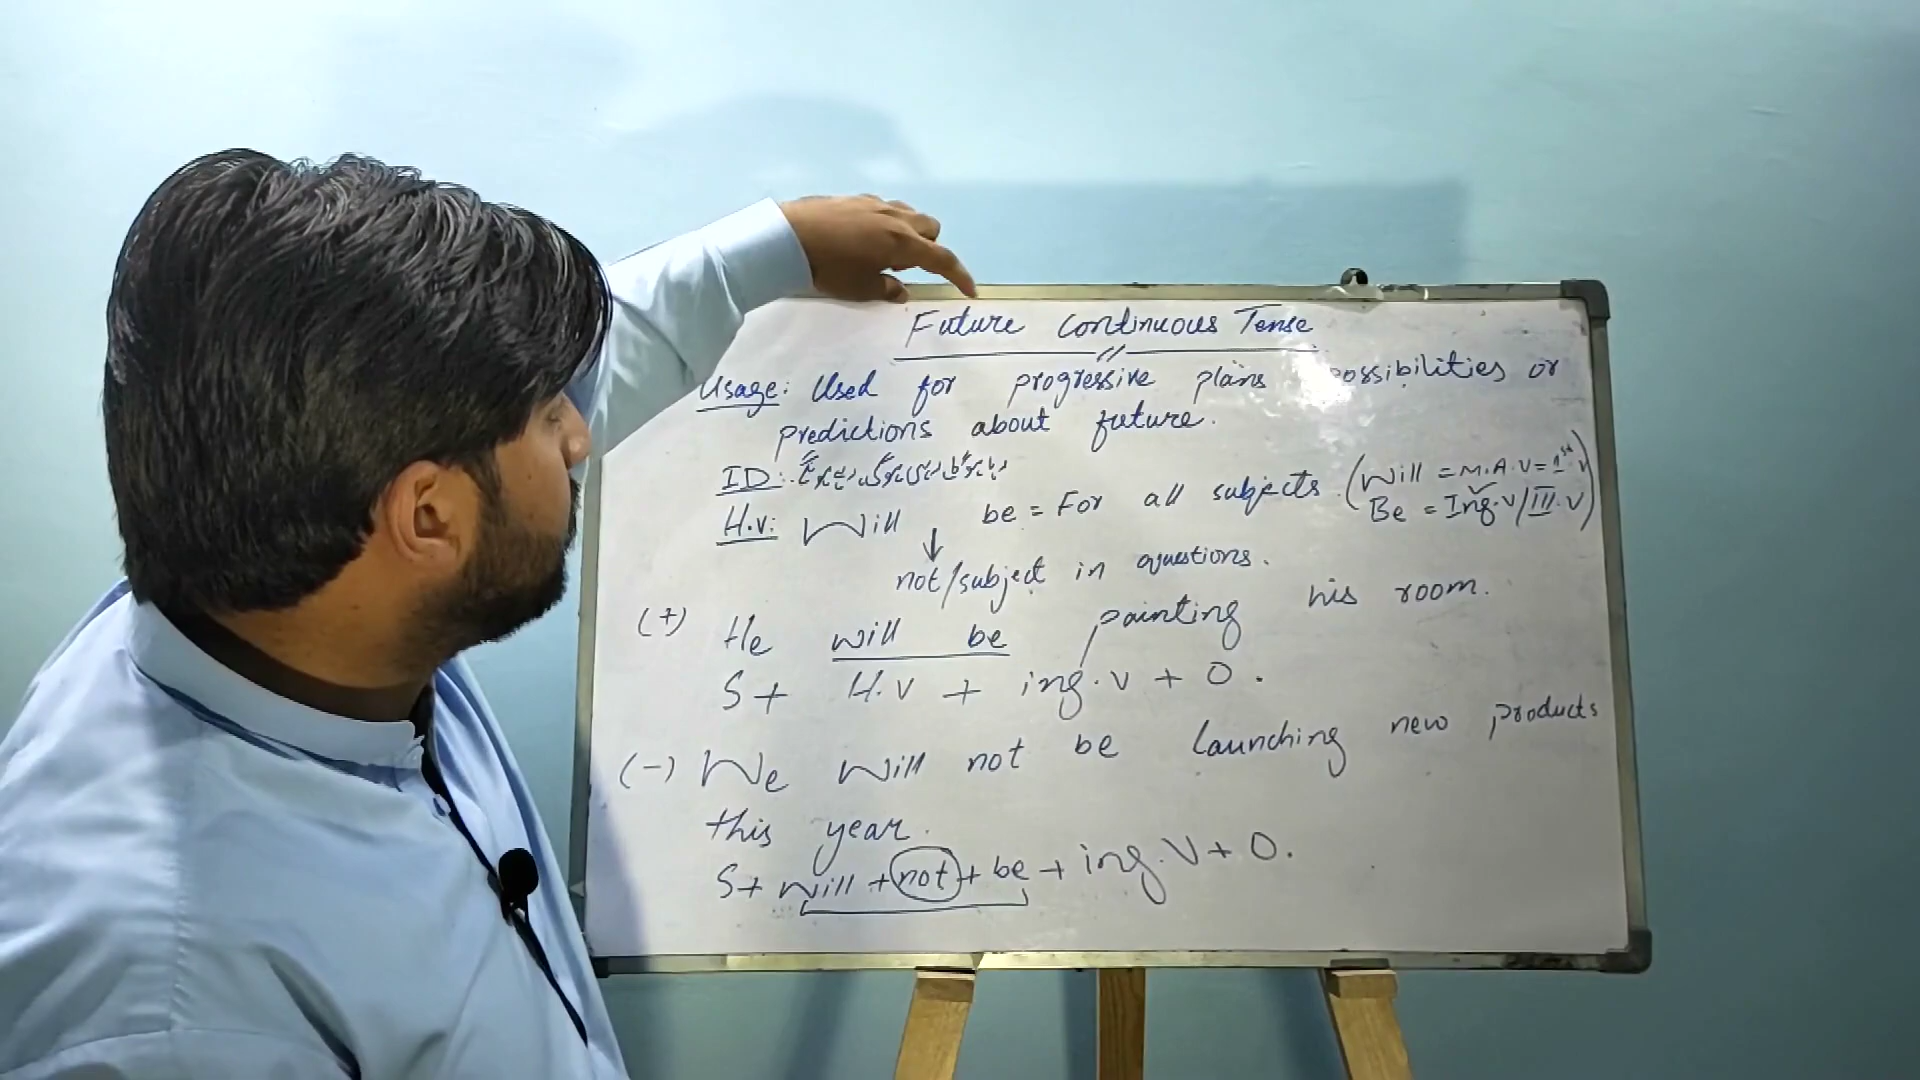 Future Continuous Tense
Usage: Used for progressive plans possibilities or
predictions about future.
ID:
H.V: Will be = For all subjects (Will = M.A.V = 1st V
Be = Ing.V/III.V)
not/subject in questions.
(+) He will be painting his room.
S + H.V + ing.V + O.
(-) We will not be launching new products
this year.
S + will + not + be + ing.V + O.